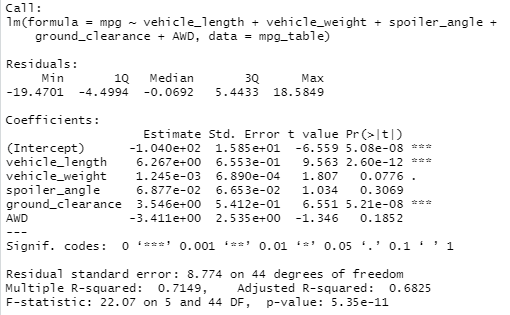 Call:
lm(formula = mpg ~ vehicle_length + vehicle_weight + spoiler_angle +
    ground_clearance + AWD, data = mpg_table)

Residuals:
     Min       1Q   Median       3Q      Max
-19.4701  -4.4994  -0.0692   5.4433  18.5849

Coefficients:
                   Estimate Std. Error t value Pr(>|t|)
(Intercept)      -1.040e+02  1.585e+01  -6.559 5.08e-08 ***
vehicle_length    6.267e+00  6.553e-01   9.563 2.60e-12 ***
vehicle_weight    1.245e-03  6.890e-04   1.807   0.0776 .
spoiler_angle     6.877e-02  6.653e-02   1.034   0.3069
ground_clearance  3.546e+00  5.412e-01   6.551 5.21e-08 ***
AWD              -3.411e+00  2.535e+00  -1.346   0.1852
---
Signif. codes:  0 ‘***’ 0.001 ‘**’ 0.01 ‘*’ 0.05 ‘.’ 0.1 ‘ ’ 1

Residual standard error: 8.774 on 44 degrees of freedom
Multiple R-squared:  0.7149,    Adjusted R-squared:  0.6825
F-statistic: 22.07 on 5 and 44 DF,  p-value: 5.35e-11